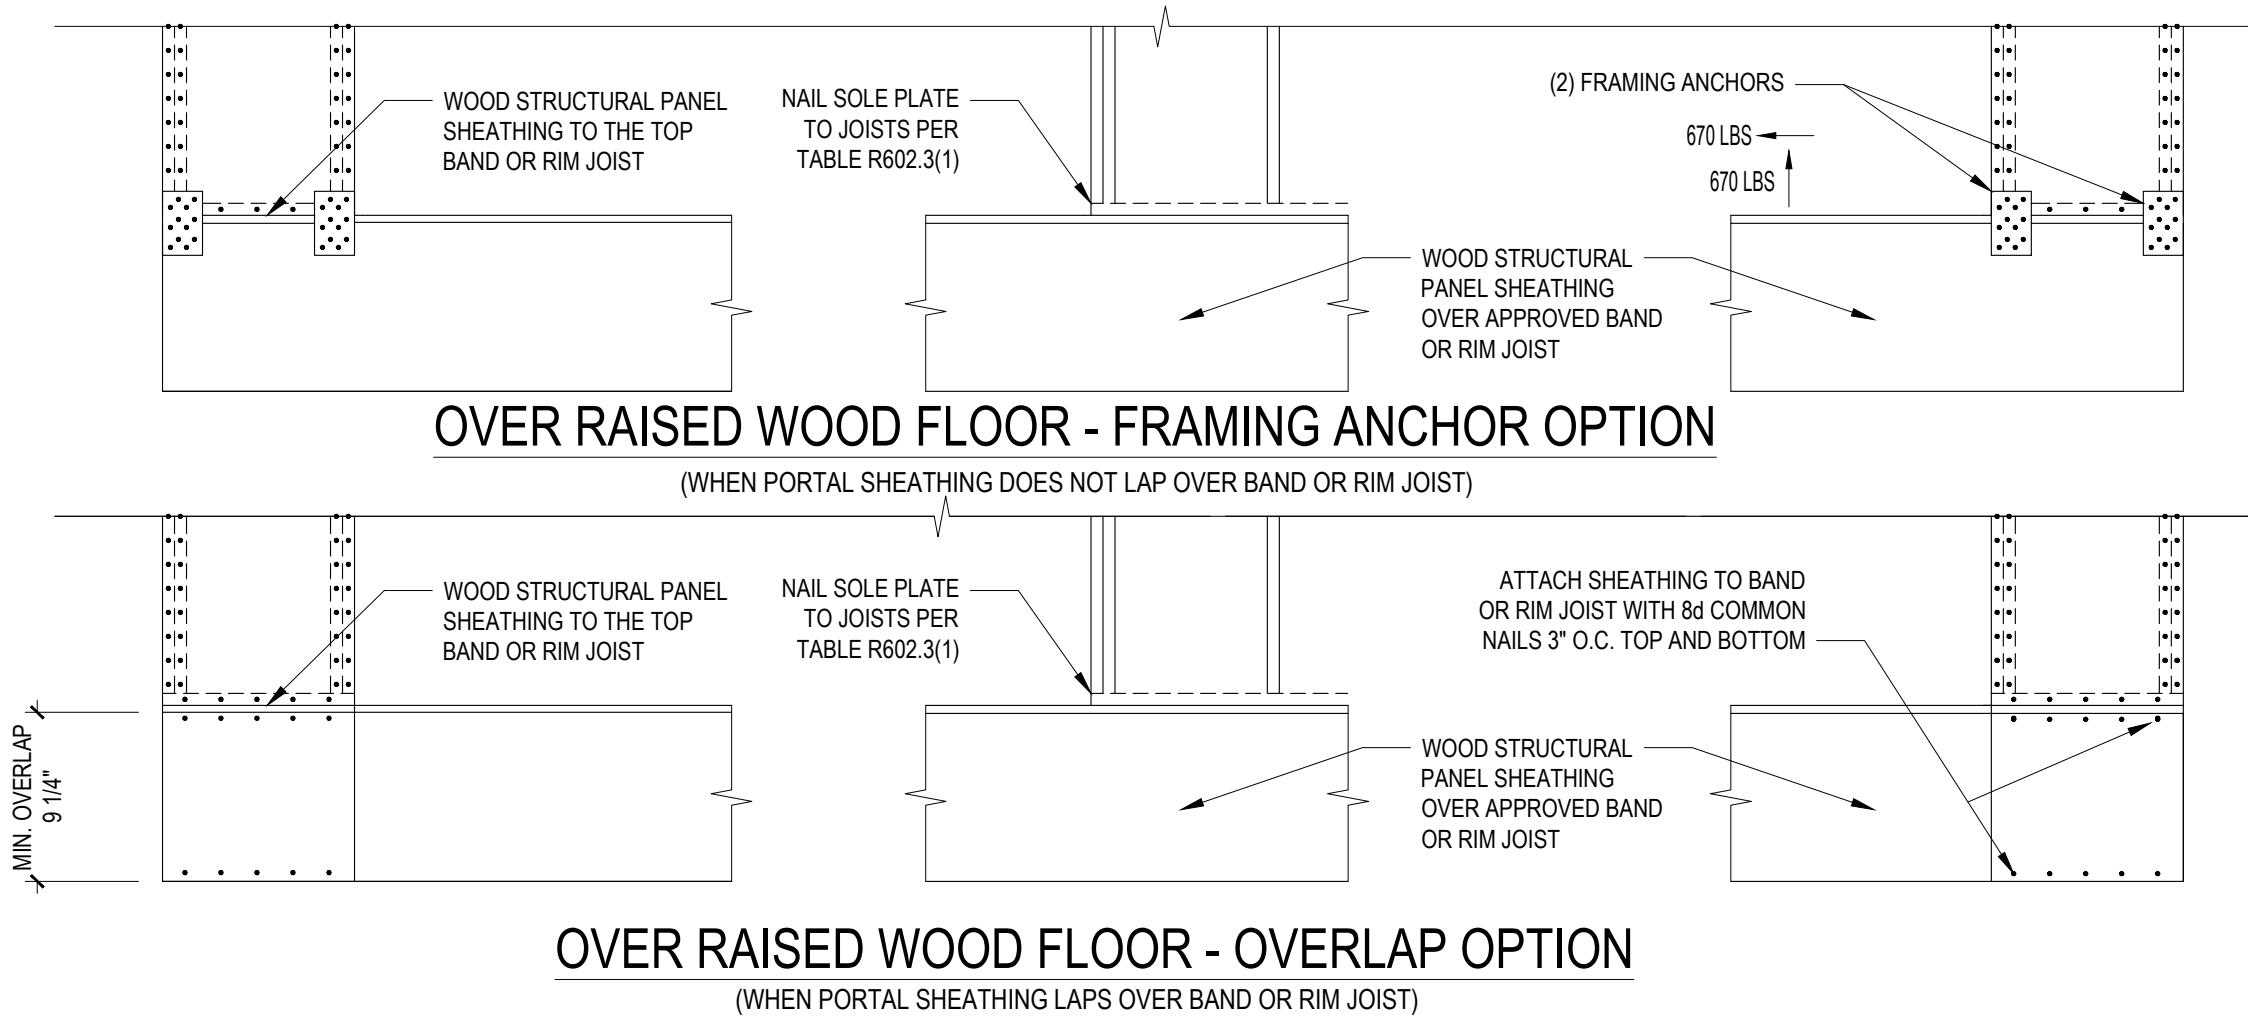 WOOD STRUCTURAL PANEL
SHEATHING TO THE TOP
BAND OR RIM JOIST
NAIL SOLE PLATE
TO JOISTS PER
TABLE R602.3(1)
(2) FRAMING ANCHORS
670 LBS
670 LBS
WOOD STRUCTURAL
PANEL SHEATHING
OVER APPROVED BAND
OR RIM JOIST
OVER RAISED WOOD FLOOR - FRAMING ANCHOR OPTION
(WHEN PORTAL SHEATHING DOES NOT LAP OVER BAND OR RIM JOIST)
WOOD STRUCTURAL PANEL
SHEATHING TO THE TOP
BAND OR RIM JOIST
NAIL SOLE PLATE
TO JOISTS PER
TABLE R602.3(1)
ATTACH SHEATHING TO BAND
OR RIM JOIST WITH 8d COMMON
NAILS 3" O.C. TOP AND BOTTOM
MIN. OVERLAP
9 1/4"
WOOD STRUCTURAL
PANEL SHEATHING
OVER APPROVED BAND
OR RIM JOIST
OVER RAISED WOOD FLOOR - OVERLAP OPTION
(WHEN PORTAL SHEATHING LAPS OVER BAND OR RIM JOIST)